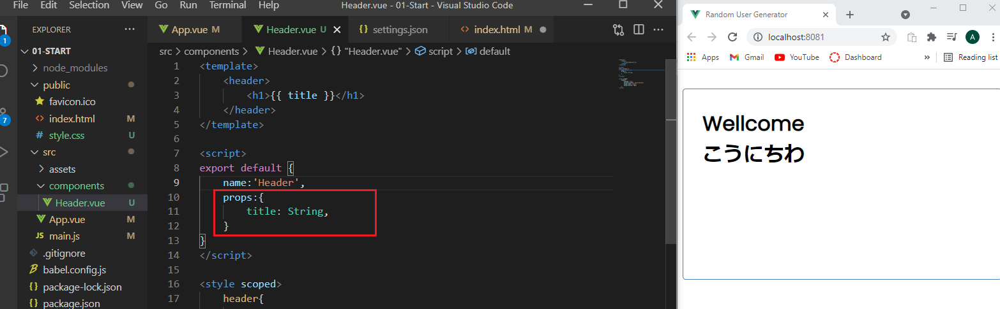 File Edit Selection View Go Run Terminal Help Header.vue - 01-Start - Visual Studio Code
EXPLORER ...
01-START
node_modules
public
favicon.ico
index.html M
style.css U
src
assets
components
Header.vue U
App.vue M
main.js M
.gitignore
babel.config.js
package-lock.json
package.json
1
7
App.vue M Header.vue U settings.json index.html M
src > components > Header.vue > {} "Header.vue" > script > default
1 <template>
2 <header>
3 <h1>{{ title }}</h1>
4 </header>
5 </template>
6
7 <script>
8 export default {
9 name:'Header',
10 props:{
11 title: String,
12 }
13 }
14 </script>
15
16 <style scoped>
17 header{
Random User Generator
localhost:8081
A
Apps Gmail YouTube Dashboard » Reading list
Wellcome
こうにちわ